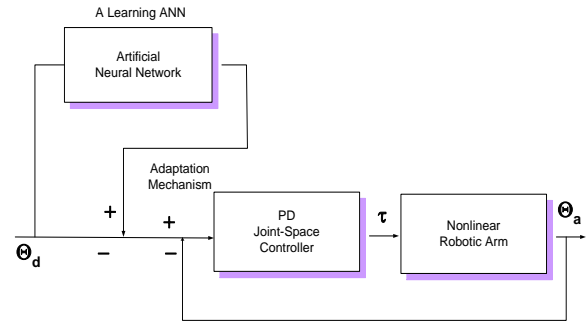 A Learning ANN
Artificial
Neural Network
Adaptation
Mechanism
+
+
PD
Joint-Space
Controller
τ
Nonlinear
Robotic Arm
Θa
Θd
−
−